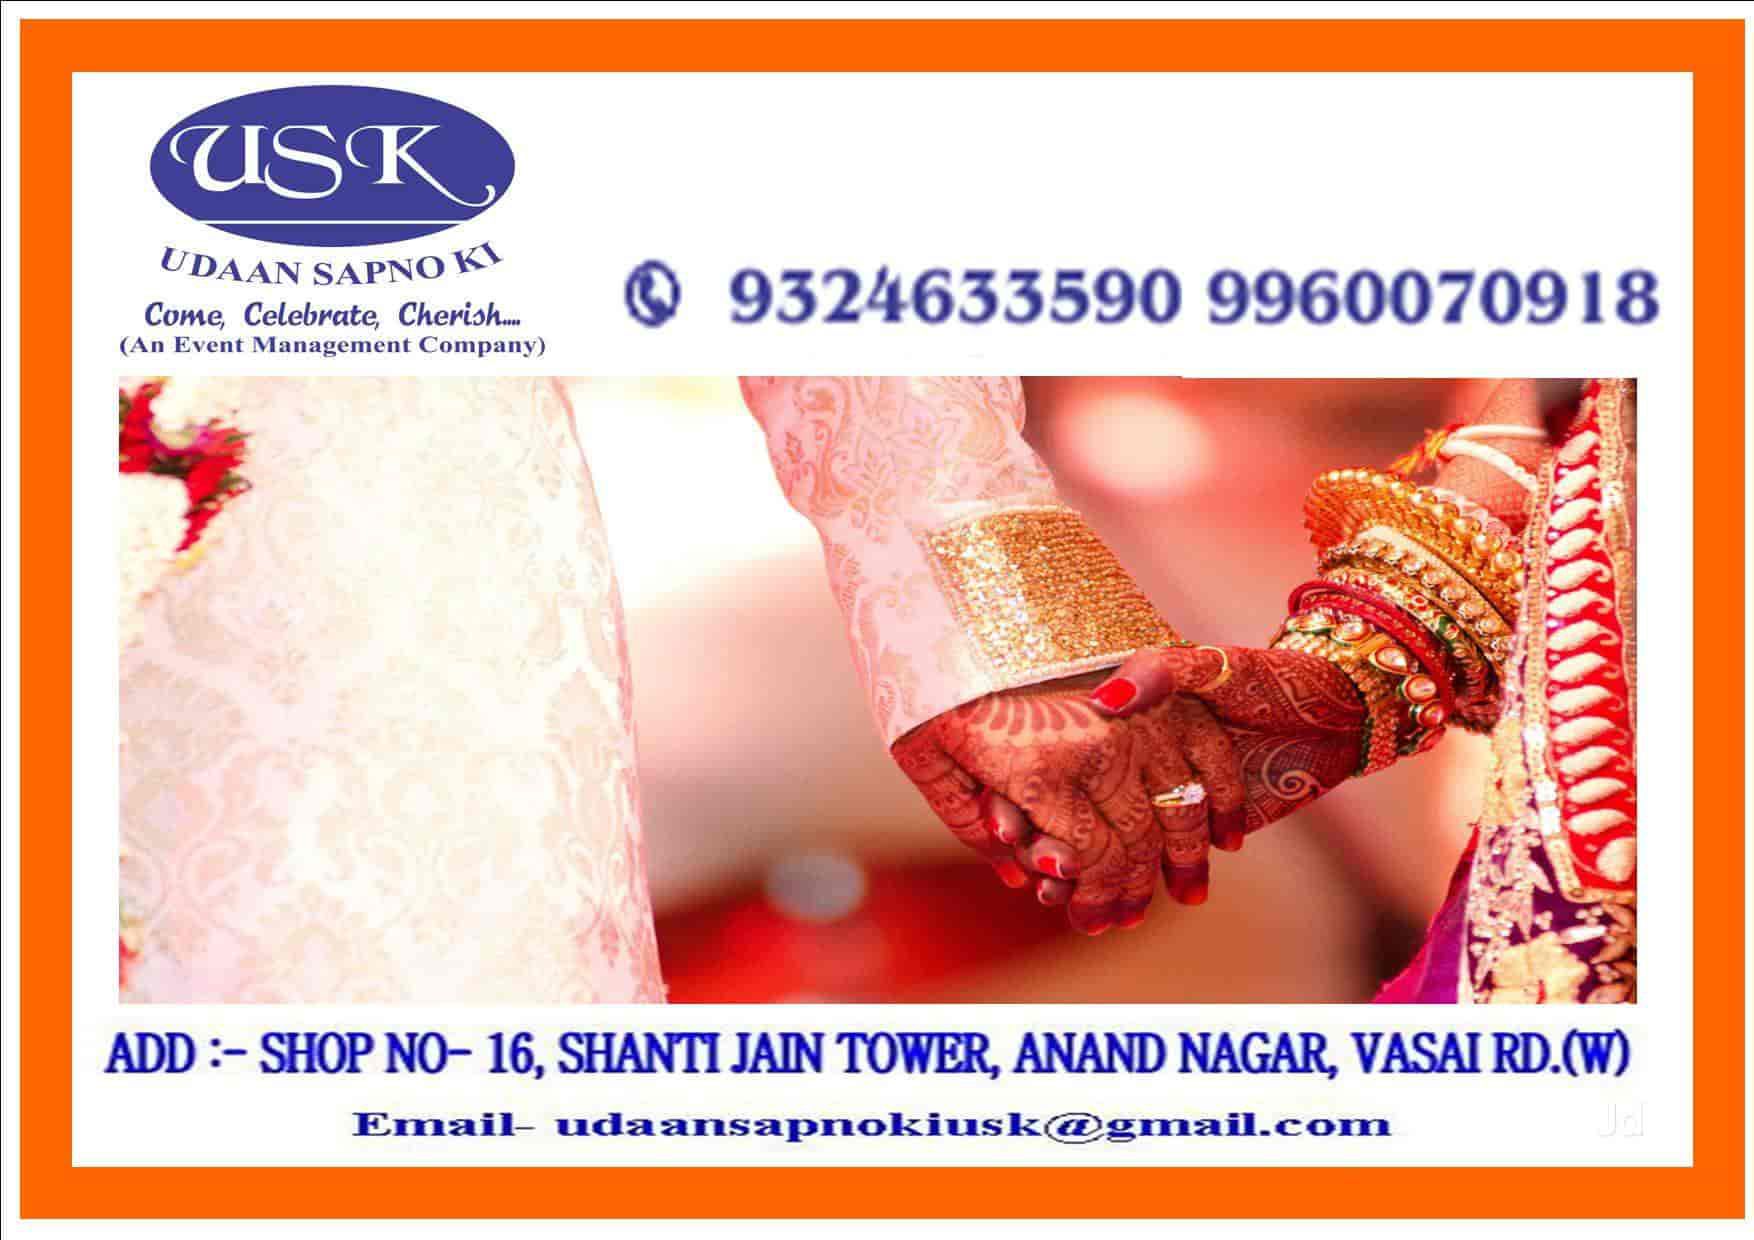 USK
UDAAN SAPNO KI
Come, Celebrate, Cherish....
(An Event Management Company)
9324633590 9960070918
ADD :- SHOP NO- 16, SHANTI JAIN TOWER, ANAND NAGAR, VASAI RD.(W)
Email- udaansapnokiusk@gmail.com
Jd